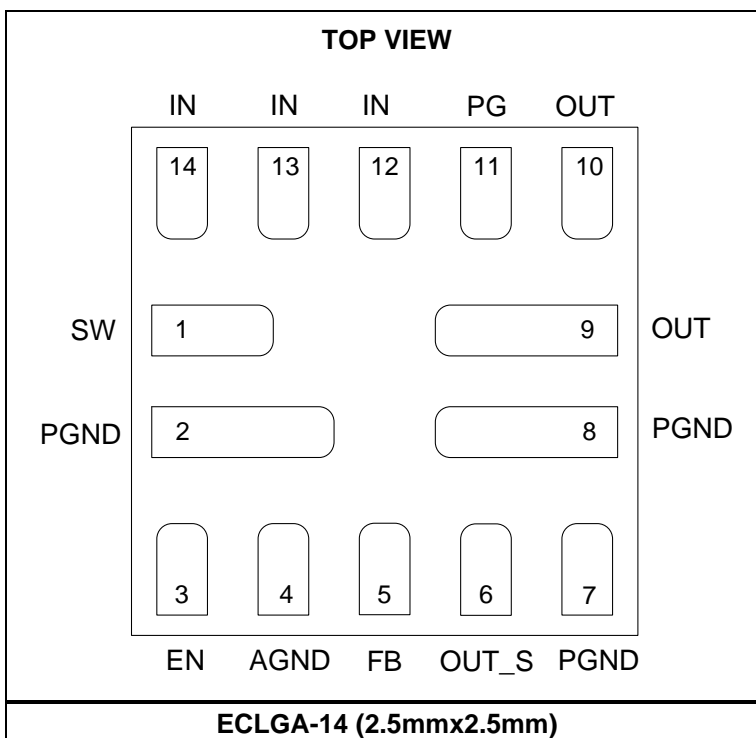 TOP VIEW
IN IN IN PG OUT
14 13 12 11 10
SW 1 9 OUT
PGND 2 8 PGND
3 4 5 6 7
EN AGND FB OUT_S PGND
ECLGA-14 (2.5mmx2.5mm)